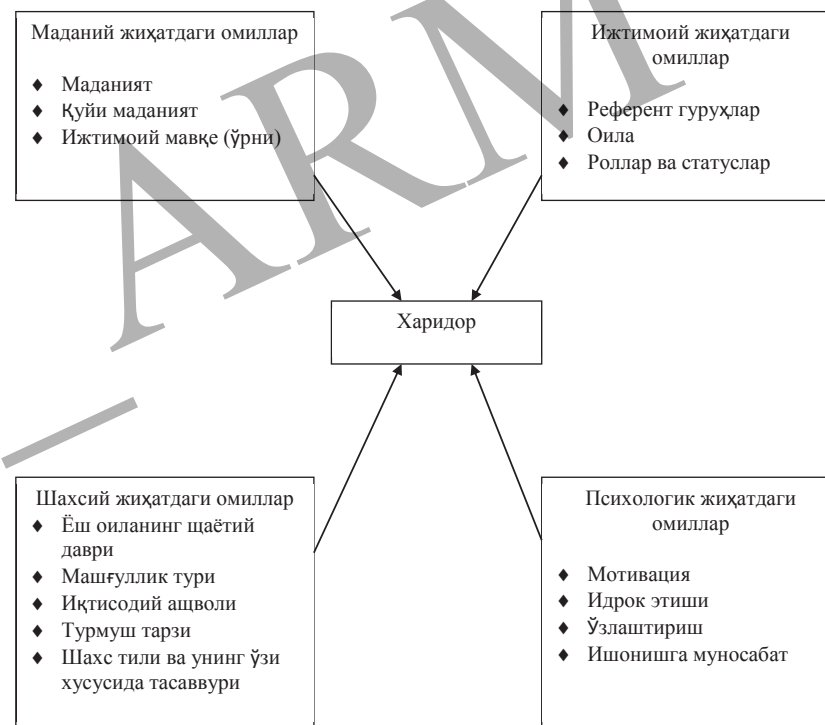 Маданий жиҳатдаги омиллар
♦ Маданият
♦ Қуйи маданият
♦ Ижтимоий мавқе (ўрни)
Ижтимоий жиҳатдаги
омиллар
♦ Референт гуруҳлар
♦ Оила
♦ Роллар ва статуслар
Харидор
Шахсий жиҳатдаги омиллар
♦ Ёш оиланинг щаётий
даври
♦ Машғуллик тури
♦ Иқтисодий ащволи
♦ Турмуш тарзи
♦ Шахс тили ва унинг ўзи
хусусида тасаввури
Психологик жиҳатдаги
омиллар
♦ Мотивация
♦ Идрок этиши
♦ Ўзлаштириш
♦ Ишонишга муносабат
_ARM